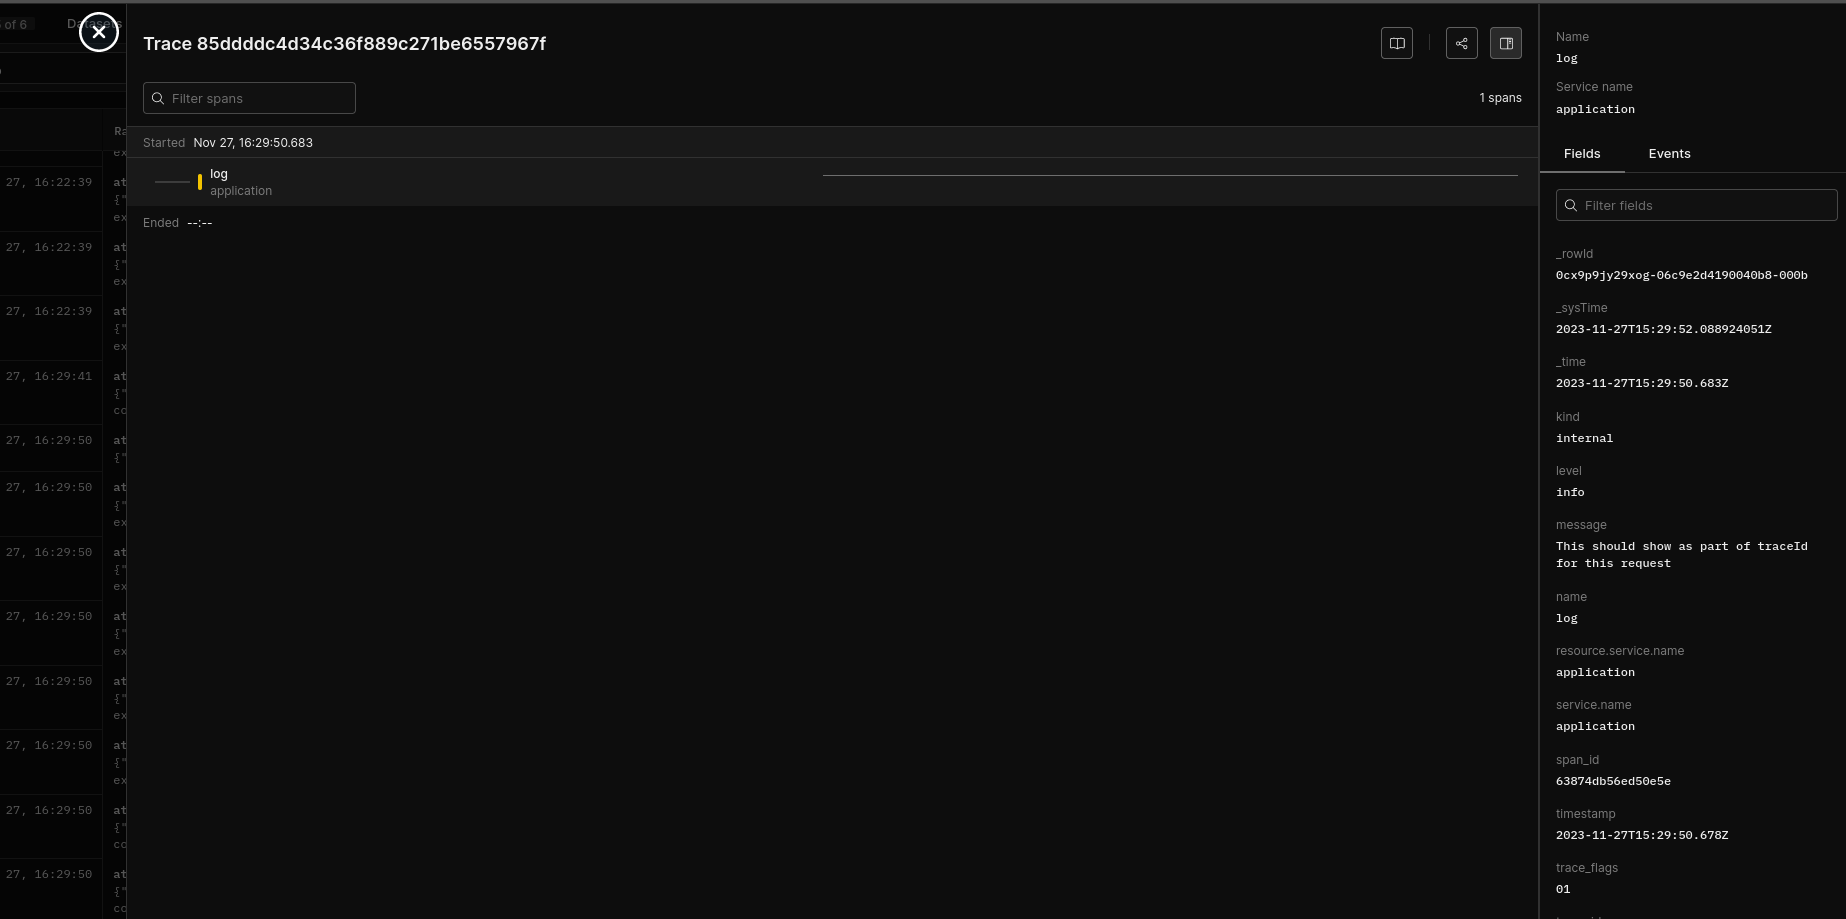 of 6
Datasets
27, 16:22:39
at
{"
ex
27, 16:22:39
at
{"
ex
27, 16:22:39
at
{"
ex
27, 16:29:41
at
{"
co
27, 16:29:50
at
{"
27, 16:29:50
at
{"
ex
27, 16:29:50
at
{"
ex
27, 16:29:50
at
{"
ex
27, 16:29:50
at
{"
ex
27, 16:29:50
at
{"
ex
27, 16:29:50
at
{"
27, 16:29:50
at
{"
Trace 85ddddc4d34c36f889c271be6557967f
Filter spans
1 spans
Started Nov 27, 16:29:50.683
log
application
Ended --:--
Name
log
Service name
application
Fields Events
Filter fields
_rowId
0cx9p9jy29xog-06c9e2d4190040b8-000b
_sysTime
2023-11-27T15:29:52.088924051Z
_time
2023-11-27T15:29:50.683Z
kind
internal
level
info
message
This should show as part of traceId
for this request
name
log
resource.service.name
application
service.name
application
span_id
63874db56ed50e5e
timestamp
2023-11-27T15:29:50.678Z
trace_flags
01